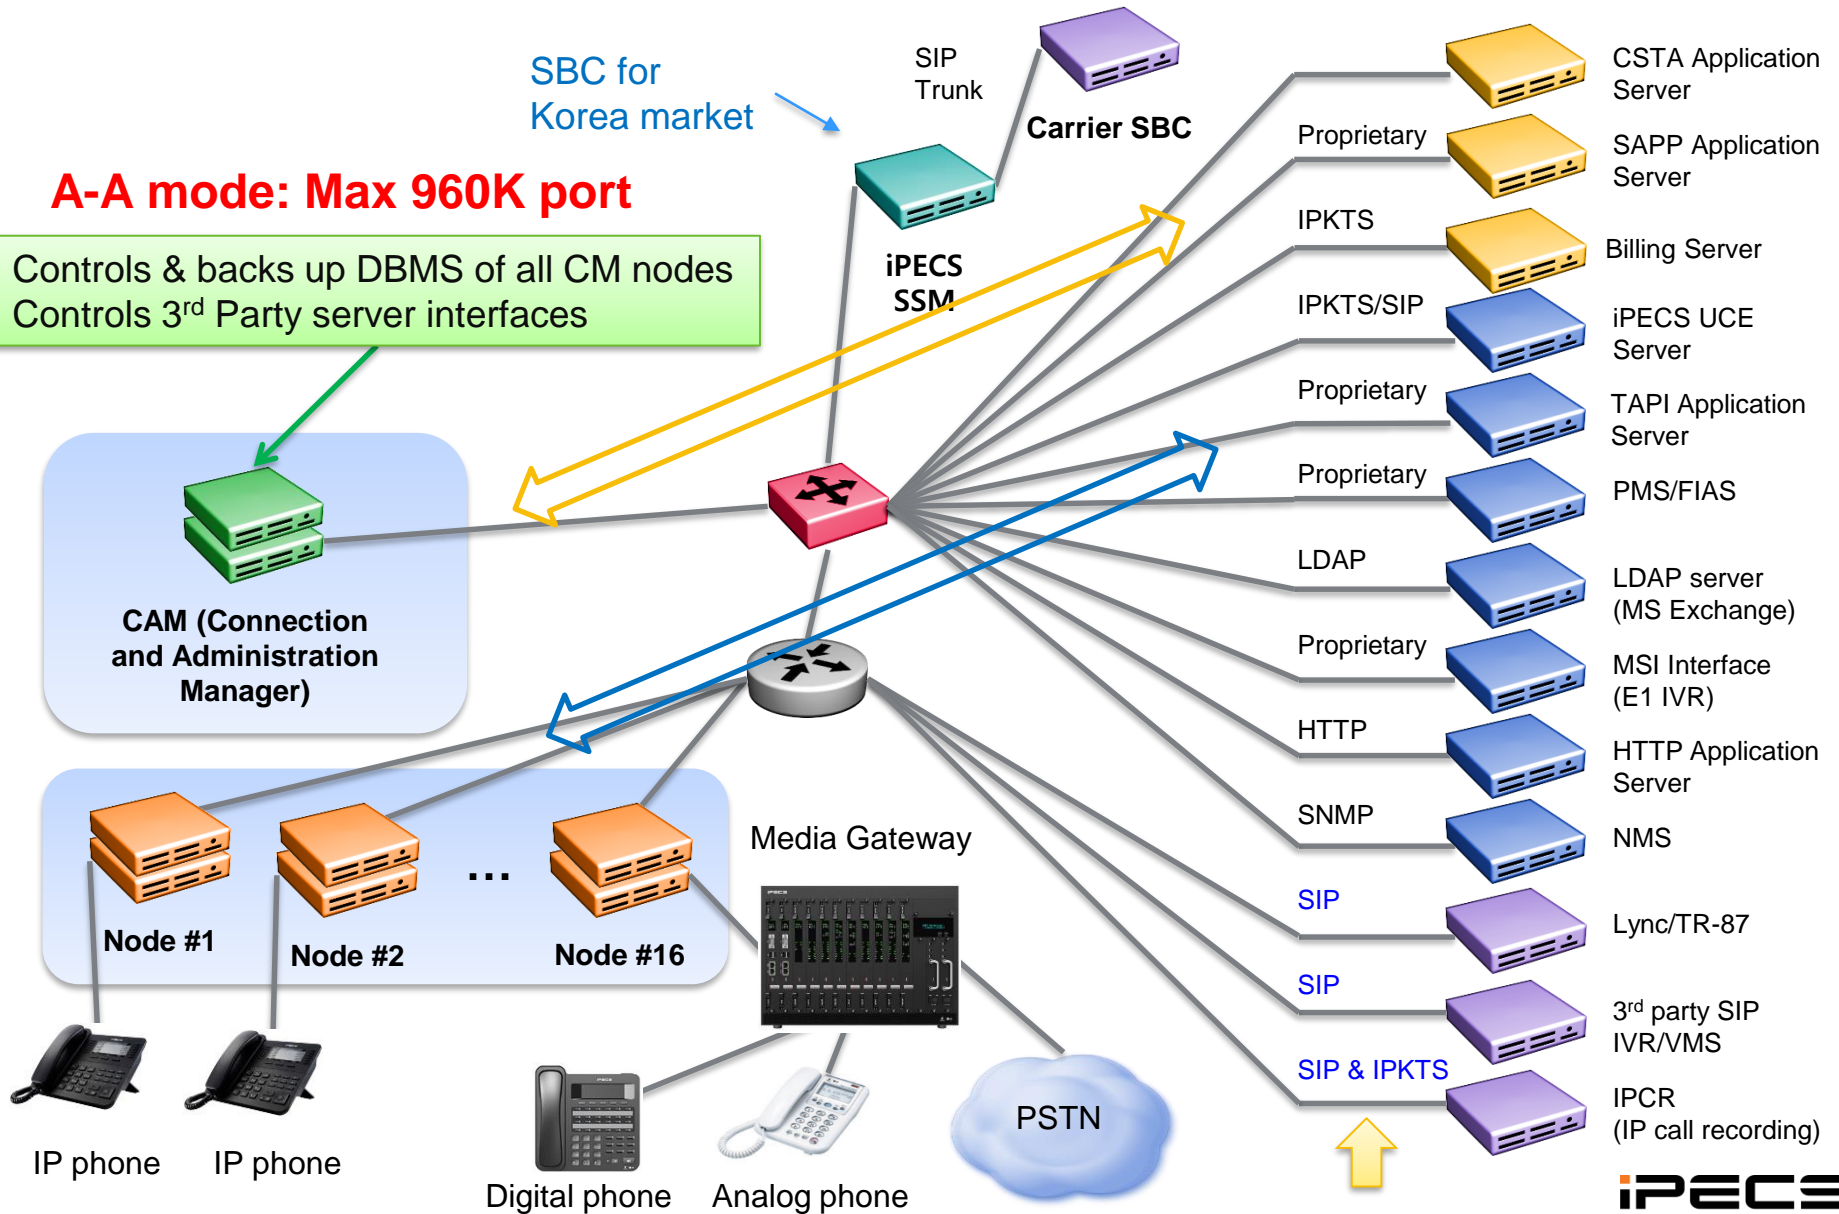 SBC for
Korea market
SIP
Trunk
Carrier SBC
A-A mode: Max 960K port
Controls & backs up DBMS of all CM nodes
Controls 3rd Party server interfaces
iPECS
SSM
CAM (Connection
and Administration
Manager)
Node #1
Node #2
...
Node #16
Media Gateway
IP phone
IP phone
Digital phone
Analog phone
PSTN
CSTA Application
Server
Proprietary
SAPP Application
Server
IPKTS
Billing Server
IPKTS/SIP
iPECS UCE
Server
Proprietary
TAPI Application
Server
Proprietary
PMS/FIAS
LDAP
LDAP server
(MS Exchange)
Proprietary
MSI Interface
(E1 IVR)
HTTP
HTTP Application
Server
SNMP
NMS
SIP
Lync/TR-87
SIP
3rd party SIP
IVR/VMS
SIP & IPKTS
IPCR
(IP call recording)
iPECS